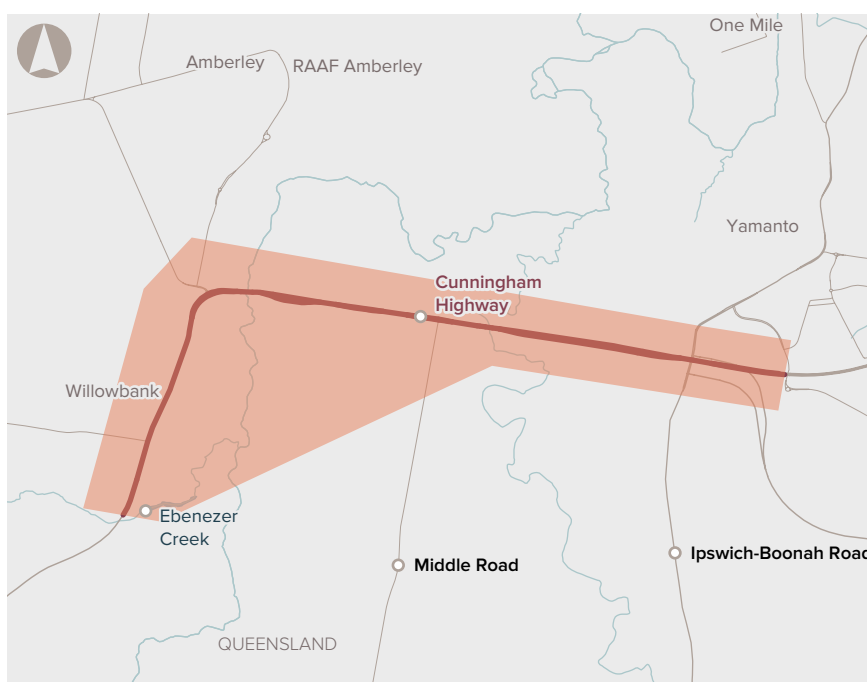 One Mile
Amberley
RAAF Amberley
Yamanto
Cunningham
Highway
Willowbank
Ebenezer
Creek
Middle Road
Ipswich-Boonah Road
QUEENSLAND